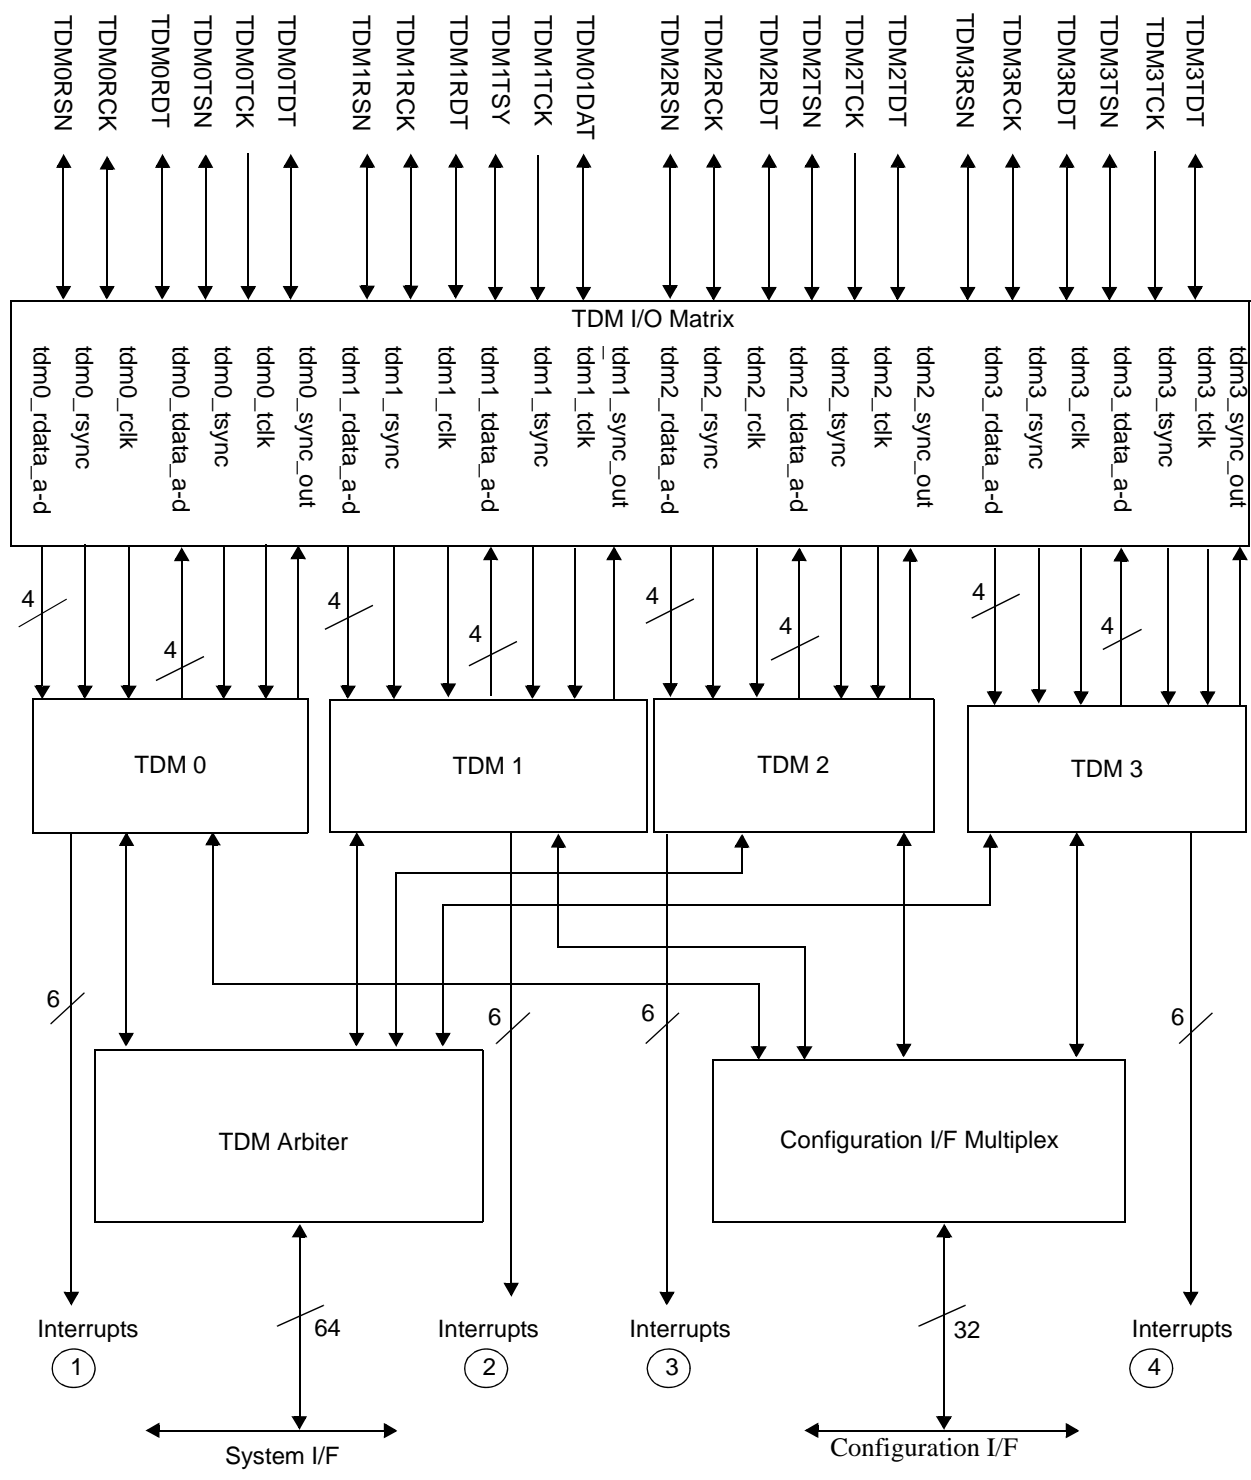 TDM0RSN
TDM0RCK
TDM0RDT
TDM0TSN
TDM0TCK
TDM0TDT
TDM1RSN
TDM1RCK
TDM1RDT
TDM1TSY
TDM1TCK
TDM01DAT
TDM2RSN
TDM2RCK
TDM2RDT
TDM2TSN
TDM2TCK
TDM2TDT
TDM3RSN
TDM3RCK
TDM3RDT
TDM3TSN
TDM3TCK
TDM3TDT
TDM I/O Matrix
tdm0_rdata_a-d
tdm0_rsync
tdm0_rclk
tdm0_tdata_a-d
tdm0_tsync
tdm0_tclk
tdm0_sync_out
tdm1_rdata_a-d
tdm1_rsync
tdm1_rclk
tdm1_tdata_a-d
tdm1_tsync
tdm1_tclk
tdm1_sync_out
tdm2_rdata_a-d
tdm2_rsync
tdm2_rclk
tdm2_tdata_a-d
tdm2_tsync
tdm2_tclk
tdm2_sync_out
tdm3_rdata_a-d
tdm3_rsync
tdm3_rclk
tdm3_tdata_a-d
tdm3_tsync
tdm3_tclk
tdm3_sync_out
4
4
4
4
4
4
4
4
TDM 0
TDM 1
TDM 2
TDM 3
6
6
6
6
TDM Arbiter
Configuration I/F Multiplex
64
32
Interrupts
1
Interrupts
2
Interrupts
3
Interrupts
4
System I/F
Configuration I/F